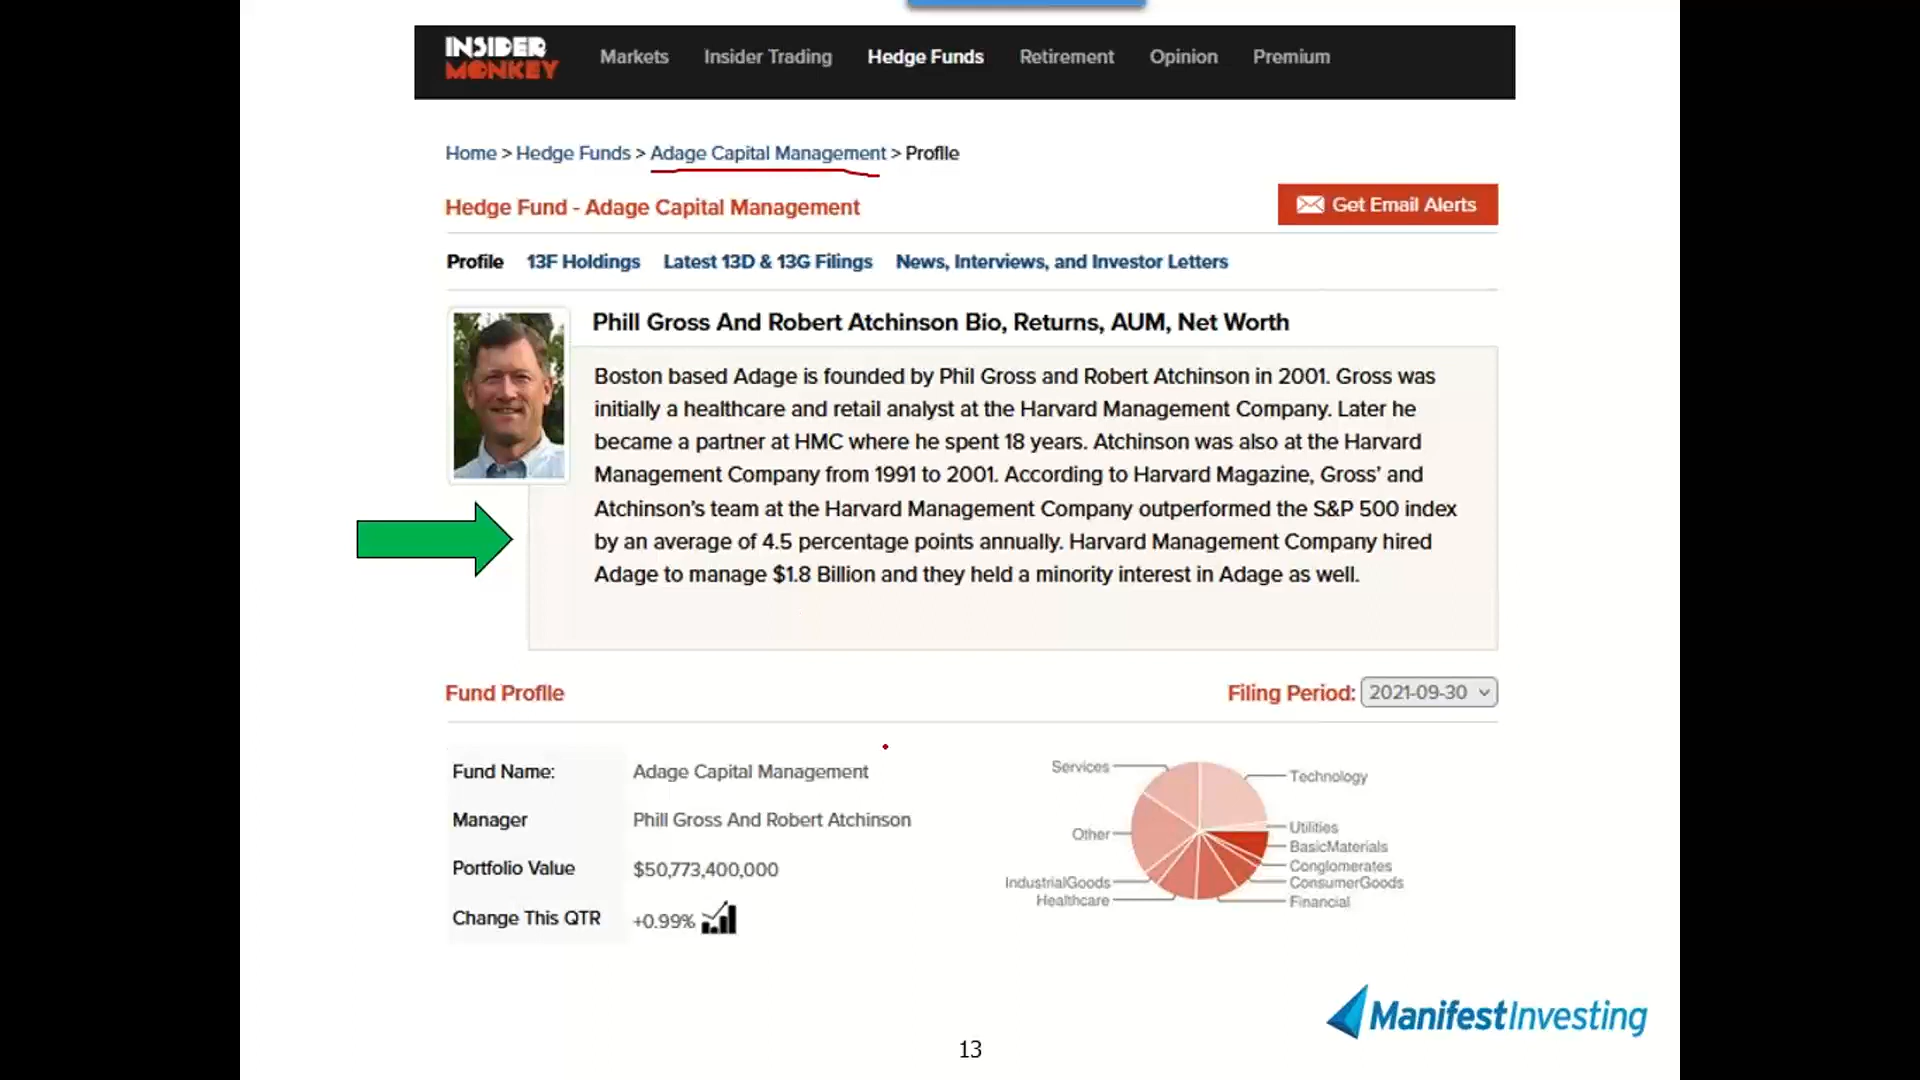 INSIDER
MONKEY
Markets Insider Trading Hedge Funds Retirement Opinion Premium
Home > Hedge Funds > Adage Capital Management > Profile
Hedge Fund - Adage Capital Management
Get Email Alerts
Profile 13F Holdings Latest 13D & 13G Filings News, Interviews, and Investor Letters
Phill Gross And Robert Atchinson Bio, Returns, AUM, Net Worth
Boston based Adage is founded by Phil Gross and Robert Atchinson in 2001. Gross was
initially a healthcare and retail analyst at the Harvard Management Company. Later he
became a partner at HMC where he spent 18 years. Atchinson was also at the Harvard
Management Company from 1991 to 2001. According to Harvard Magazine, Gross’ and
Atchinson’s team at the Harvard Management Company outperformed the S&P 500 index
by an average of 4.5 percentage points annually. Harvard Management Company hired
Adage to manage $1.8 Billion and they held a minority interest in Adage as well.
Fund Profile
Filing Period: 2021-09-30
Fund Name: Adage Capital Management
Manager Phill Gross And Robert Atchinson
Portfolio Value $50,773,400,000
Change This QTR +0.99%
Services
Technology
Other
Utilities
BasicMaterials
Conglomerates
IndustrialGoods
ConsumerGoods
Healthcare
Financial
ManifestInvesting
13